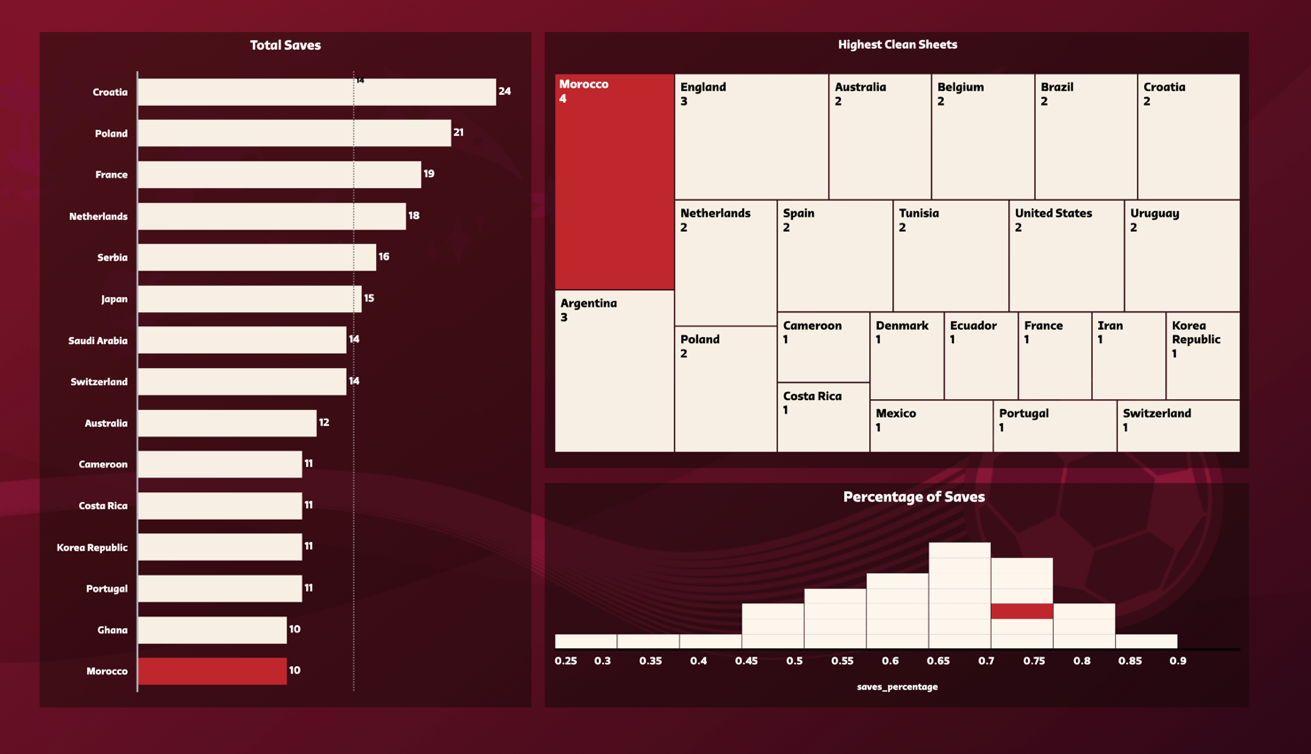 Total Saves
14
Croatia 24
Poland 21
France 19
Netherlands 18
Serbia 16
Japan 15
Saudi Arabia 14
Switzerland 14
Australia 12
Cameroon 11
Costa Rica 11
Korea Republic 11
Portugal 11
Ghana 10
Morocco 10
Highest Clean Sheets
Morocco
4
England
3
Australia
2
Belgium
2
Brazil
2
Croatia
2
Netherlands
2
Spain
2
Tunisia
2
United States
2
Uruguay
2
Argentina
3
Poland
2
Cameroon
1
Denmark
1
Ecuador
1
France
1
Iran
1
Korea
Republic
1
Costa Rica
1
Mexico
1
Portugal
1
Switzerland
1
Percentage of Saves
0.25 0.3 0.35 0.4 0.45 0.5 0.55 0.6 0.65 0.7 0.75 0.8 0.85 0.9
saves_percentage